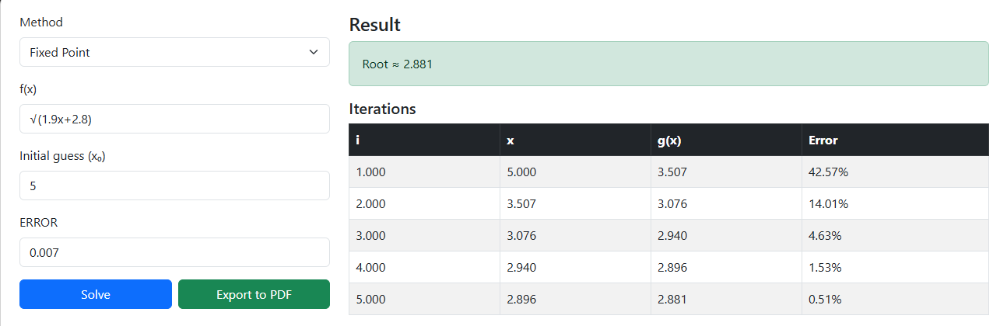 Method
Fixed Point
f(x)
√(1.9x+2.8)
Initial guess (x₀)
5
ERROR
0.007
Solve Export to PDF
Result
Root ≈ 2.881
Iterations
i x g(x) Error
1.000 5.000 3.507 42.57%
2.000 3.507 3.076 14.01%
3.000 3.076 2.940 4.63%
4.000 2.940 2.896 1.53%
5.000 2.896 2.881 0.51%